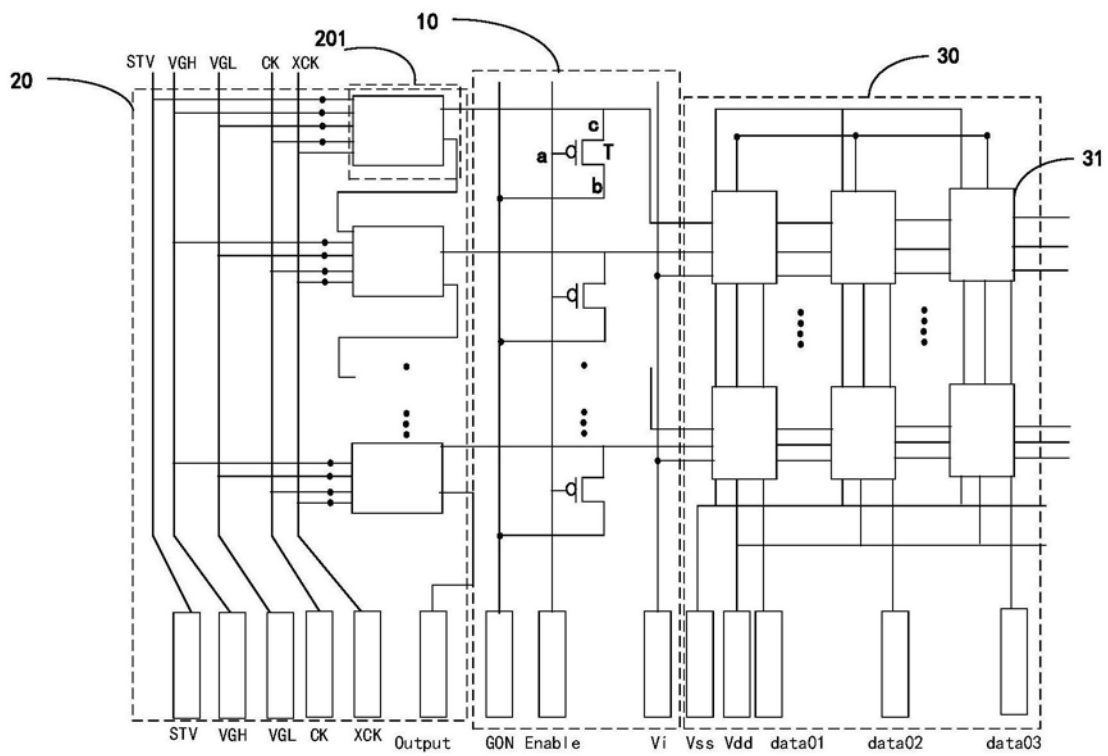 10
201
30
STV VGH VGL CK XCK
20
c
a T
b
31
STV VGH VGL CK XCK Output GON Enable Vi Vss Vdd data01 data02 data03